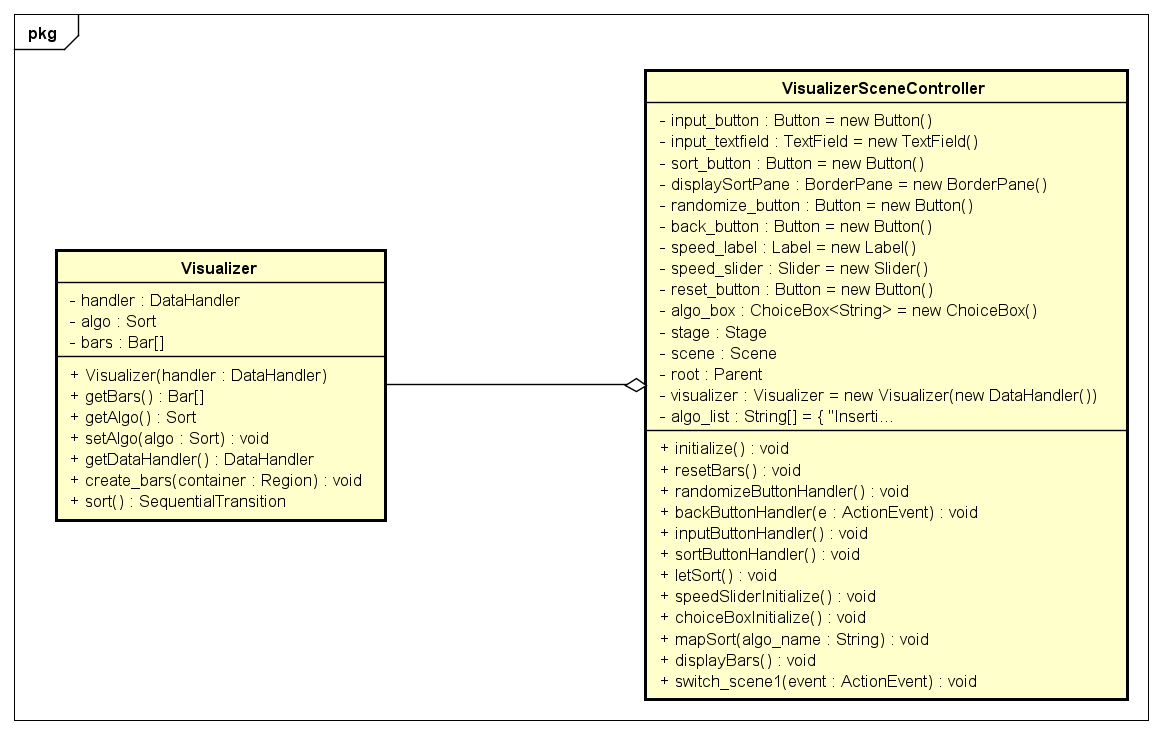 pkg
Visualizer
- handler : DataHandler
- algo : Sort
- bars : Bar[]
+ Visualizer(handler : DataHandler)
+ getBars() : Bar[]
+ getAlgo() : Sort
+ setAlgo(algo : Sort) : void
+ getDataHandler() : DataHandler
+ create_bars(container : Region) : void
+ sort() : SequentialTransition
VisualizerSceneController
- input_button : Button = new Button()
- input_textfield : TextField = new TextField()
- sort_button : Button = new Button()
- displaySortPane : BorderPane = new BorderPane()
- randomize_button : Button = new Button()
- back_button : Button = new Button()
- speed_label : Label = new Label()
- speed_slider : Slider = new Slider()
- reset_button : Button = new Button()
- algo_box : ChoiceBox<String> = new ChoiceBox()
- stage : Stage
- scene : Scene
- root : Parent
- visualizer : Visualizer = new Visualizer(new DataHandler())
- algo_list : String[] = { "Inserti...
+ initialize() : void
+ resetBars() : void
+ randomizeButtonHandler() : void
+ backButtonHandler(e : ActionEvent) : void
+ inputButtonHandler() : void
+ sortButtonHandler() : void
+ letSort() : void
+ speedSliderInitialize() : void
+ choiceBoxInitialize() : void
+ mapSort(algo_name : String) : void
+ displayBars() : void
+ switch_scene1(event : ActionEvent) : void